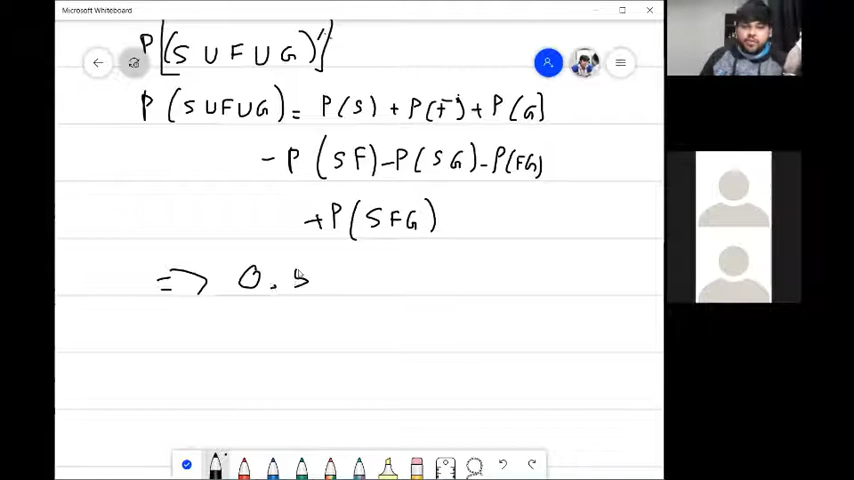 Microsoft Whiteboard
P[(S U F U G)']
P(S U F U G) = P(S) + P(F) + P(G)
- P(SF) - P(SG) - P(FG)
+ P(SFG)
=> 0.5